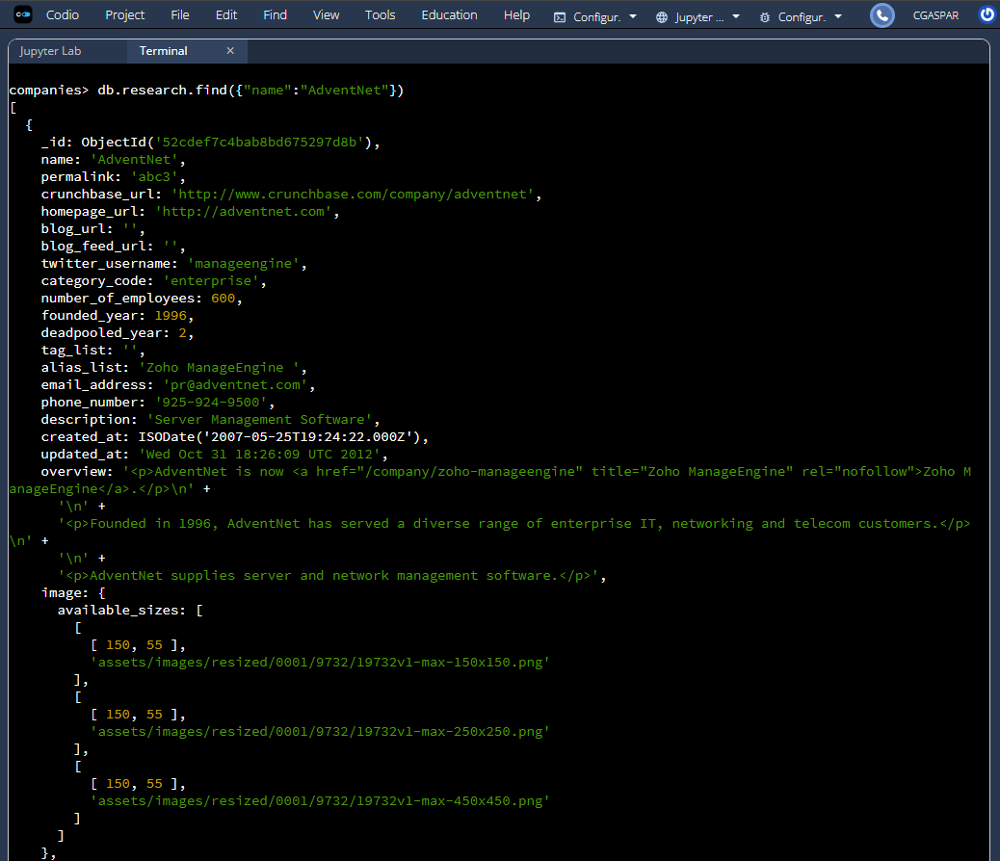 Codio Project File Edit Find View Tools Education Help Configur. Jupyter ... Configur. CGASPAR
Jupyter Lab Terminal ×
companies> db.research.find({"name":"AdventNet"})
[
  {
    _id: ObjectId('52cdef7c4bab8bd675297d8b'),
    name: 'AdventNet',
    permalink: 'abc3',
    crunchbase_url: 'http://www.crunchbase.com/company/adventnet',
    homepage_url: 'http://adventnet.com',
    blog_url: '',
    blog_feed_url: '',
    twitter_username: 'manageengine',
    category_code: 'enterprise',
    number_of_employees: 600,
    founded_year: 1996,
    deadpooled_year: 2,
    tag_list: '',
    alias_list: 'Zoho ManageEngine ',
    email_address: 'pr@adventnet.com',
    phone_number: '925-924-9500',
    description: 'Server Management Software',
    created_at: ISODate('2007-05-25T19:24:22.000Z'),
    updated_at: 'Wed Oct 31 18:26:09 UTC 2012',
    overview: '<p>AdventNet is now <a href="/company/zoho-manageengine" title="Zoho ManageEngine" rel="nofollow">Zoho M
anageEngine</a>.</p>\n' +
      '\n' +
      '<p>Founded in 1996, AdventNet has served a diverse range of enterprise IT, networking and telecom customers.</p>
\n' +
      '\n' +
      '<p>AdventNet supplies server and network management software.</p>',
    image: {
      available_sizes: [
        [
          [ 150, 55 ],
          'assets/images/resized/0001/9732/19732v1-max-150x150.png'
        ],
        [
          [ 150, 55 ],
          'assets/images/resized/0001/9732/19732v1-max-250x250.png'
        ],
        [
          [ 150, 55 ],
          'assets/images/resized/0001/9732/19732v1-max-450x450.png'
        ]
      ]
    },